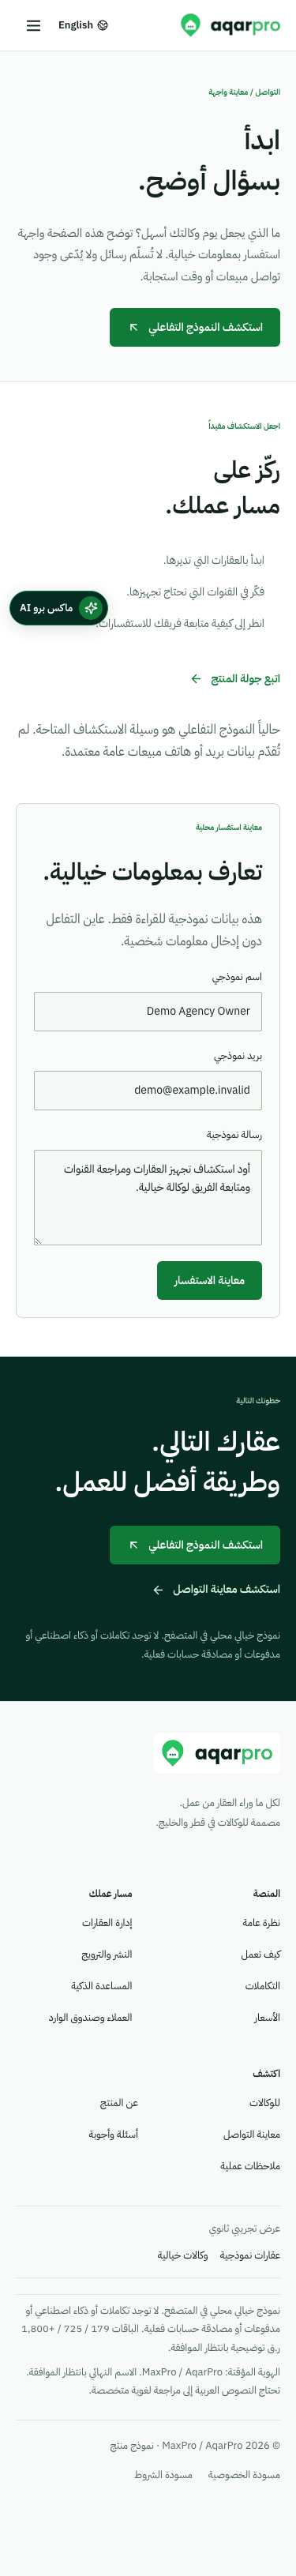 aqarpro
English
التواصل / معاينة واجهة
ابدأ
بسؤال أوضح.
ما الذي يجعل يوم وكالتك أسهل؟ توضح هذه الصفحة واجهة
استفسار بمعلومات خيالية. لا تُسلّم رسائل ولا يُدعى وجود
تواصل مبيعات أو وقت استجابة.
استكشف النموذج التفاعلي
اجعل الاستكشاف مفيداً
ركّز على
مسار عملك.
ابدأ بالعقارات التي تديرها.
فكّر في القنوات التي تحتاج تجهيزها.
انظر إلى كيفية متابعة فريقك للاستفسارات.
ماكس برو AI
اتبع جولة المنتج
حالياً النموذج التفاعلي هو وسيلة الاستكشاف المتاحة. لم
تُقدّم بيانات بريد أو هاتف مبيعات عامة معتمدة.
معاينة استفسار محلية
تعارف بمعلومات خيالية.
هذه بيانات نموذجية للقراءة فقط. عاين التفاعل
دون إدخال معلومات شخصية.
اسم نموذجي
Demo Agency Owner
بريد نموذجي
demo@example.invalid
رسالة نموذجية
أود استكشاف تجهيز العقارات ومراجعة القنوات
ومتابعة الفريق لوكالة خيالية.
معاينة الاستفسار
خطوتك التالية
عقارك التالي.
وطريقة أفضل للعمل.
استكشف النموذج التفاعلي
استكشف معاينة التواصل
نموذج خيالي محلي في المتصفح. لا توجد تكاملات أو ذكاء اصطناعي أو
مدفوعات أو مصادقة حسابات فعلية.
aqarpro
لكل ما وراء العقار من عمل.
مصممة للوكالات في قطر والخليج.
المنصة
مسار عملك
نظرة عامة
إدارة العقارات
كيف تعمل
النشر والترويج
التكاملات
المساعدة الذكية
الأسعار
العملاء وصندوق الوارد
اكتشف
للوكالات
عن المنتج
معاينة التواصل
أسئلة وأجوبة
ملاحظات عملية
عرض تجريبي ثانوي
عقارات نموذجية
وكالات خيالية
نموذج خيالي محلي في المتصفح. لا توجد تكاملات أو ذكاء اصطناعي أو
مدفوعات أو مصادقة حسابات فعلية. الباقات 179 / 725 / +1,800
ر.ق توضيحية بانتظار الموافقة.
الهوية المؤقتة: MaxPro / AqarPro. الاسم النهائي بانتظار الموافقة.
تحتاج النصوص العربية إلى مراجعة لغوية متخصصة.
© 2026 MaxPro / AqarPro · نموذج منتج
مسودة الخصوصية
مسودة الشروط